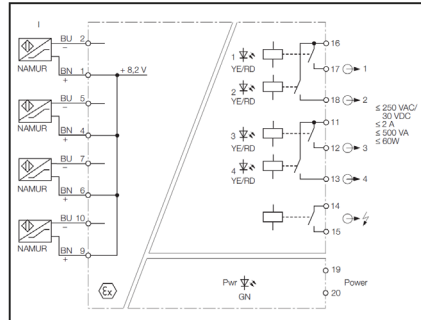 I
BU 2
−
NAMUR
BN 1
+
+ 8,2 V
BU 5
−
NAMUR
BN 4
+
BU 7
−
NAMUR
BN 6
+
BU 10
−
NAMUR
BN 9
+
Ex
1
YE/RD
16
17 1
2
YE/RD
18 2
≤ 250 VAC/
30 VDC
≤ 2 A
≤ 500 VA
≤ 60W
11
3
YE/RD
12 3
4
YE/RD
13 4
14
15
Pwr
GN
19
Power
20